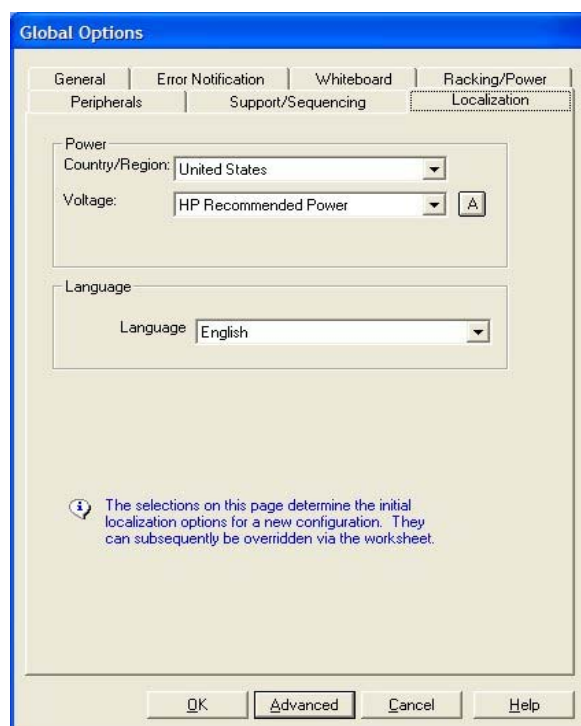 Global Options
General Error Notification Whiteboard Racking/Power
Peripherals Support/Sequencing Localization
Power
Country/Region: United States
Voltage: HP Recommended Power A
Language
Language English
The selections on this page determine the initial
localization options for a new configuration. They
can subsequently be overridden via the worksheet.
OK Advanced Cancel Help